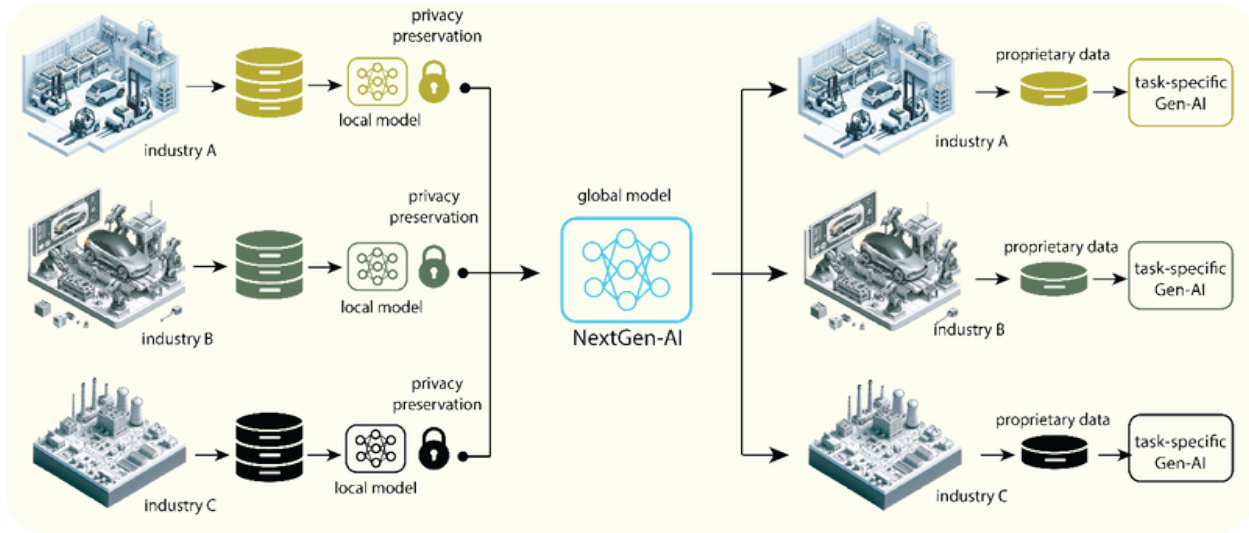 privacy
preservation
local model
industry A
privacy
preservation
local model
industry B
privacy
preservation
local model
industry C
global model
NextGen-AI
proprietary data
task-specific
Gen-AI
industry A
proprietary data
task-specific
Gen-AI
industry B
proprietary data
task-specific
Gen-AI
industry C